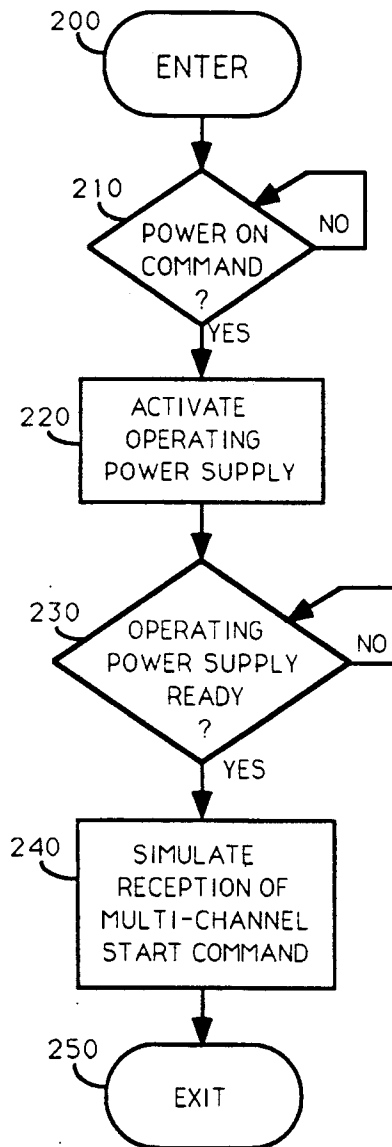 200
ENTER
210
POWER ON
COMMAND
?
NO
YES
220
ACTIVATE
OPERATING
POWER SUPPLY
230
OPERATING
POWER SUPPLY
READY
?
NO
YES
240
SIMULATE
RECEPTION OF
MULTI-CHANNEL
START COMMAND
250
EXIT